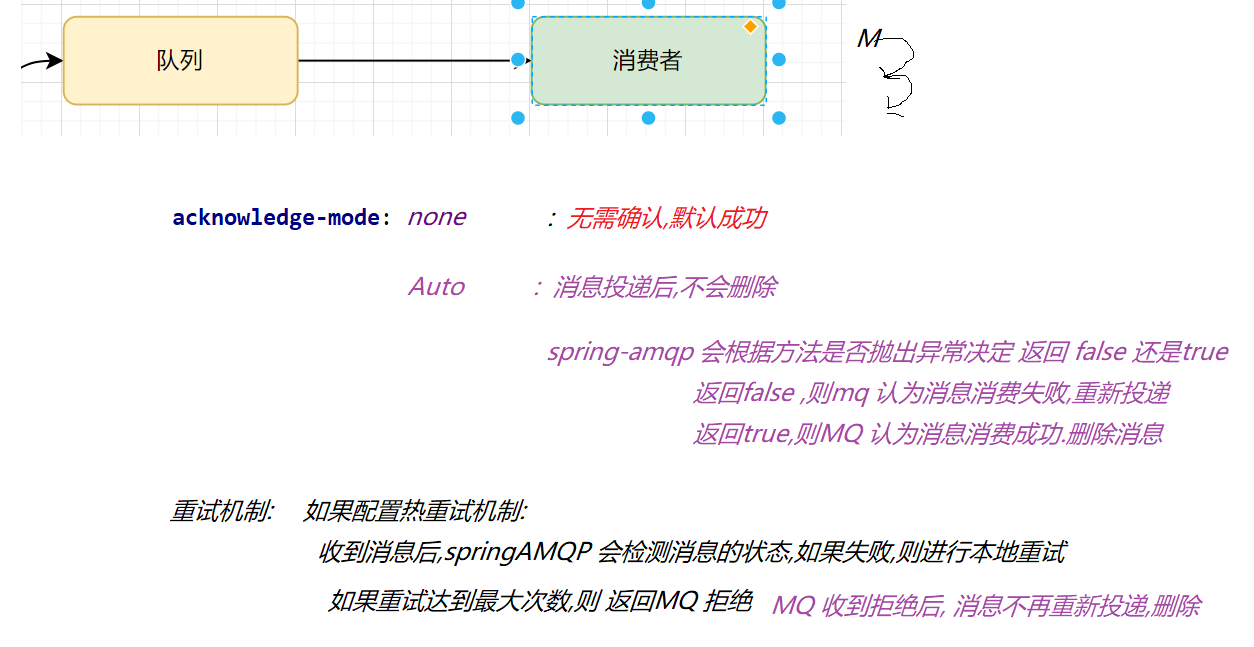 队列
消费者
M
acknowledge-mode: none : 无需确认,默认成功
Auto : 消息投递后,不会删除
spring-amqp 会根据方法是否抛出异常决定 返回 false 还是true
返回false ,则mq 认为消息消费失败,重新投递
返回true,则MQ 认为消息消费成功.删除消息
重试机制: 如果配置热重试机制:
收到消息后,springAMQP 会检测消息的状态,如果失败,则进行本地重试
如果重试达到最大次数,则 返回MQ 拒绝 MQ 收到拒绝后, 消息不再重新投递,删除